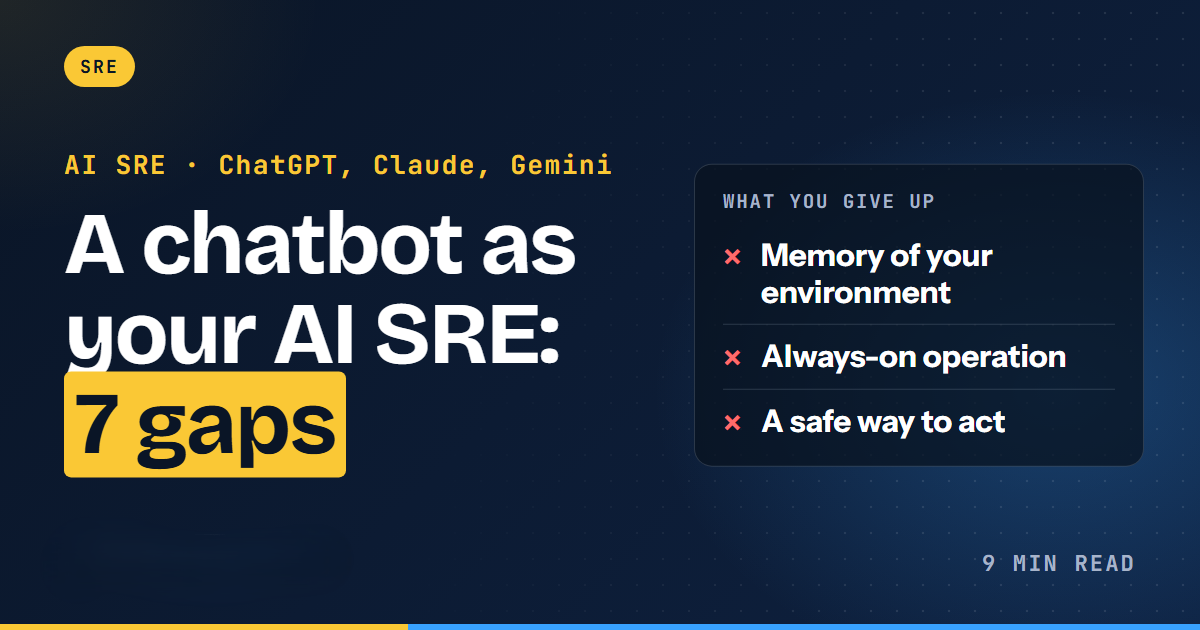 SRE
AI SRE · ChatGPT, Claude, Gemini
A chatbot as
your AI SRE:
7 gaps
WHAT YOU GIVE UP
× Memory of your
environment
× Always-on operation
× A safe way to act
9 MIN READ